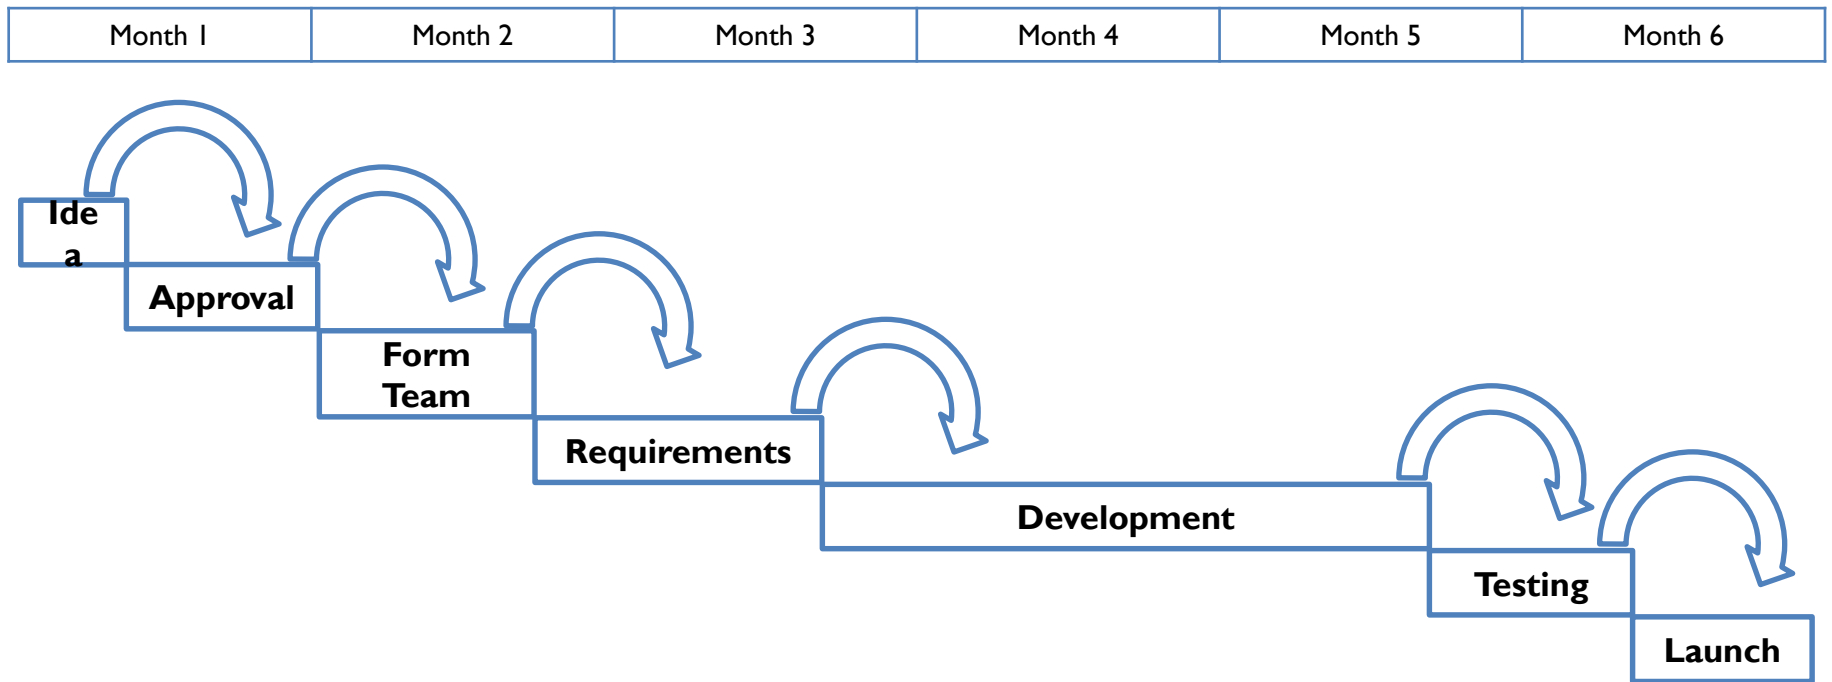 Month 1 Month 2 Month 3 Month 4 Month 5 Month 6
Ide
a
Approval
Form
Team
Requirements
Development
Testing
Launch